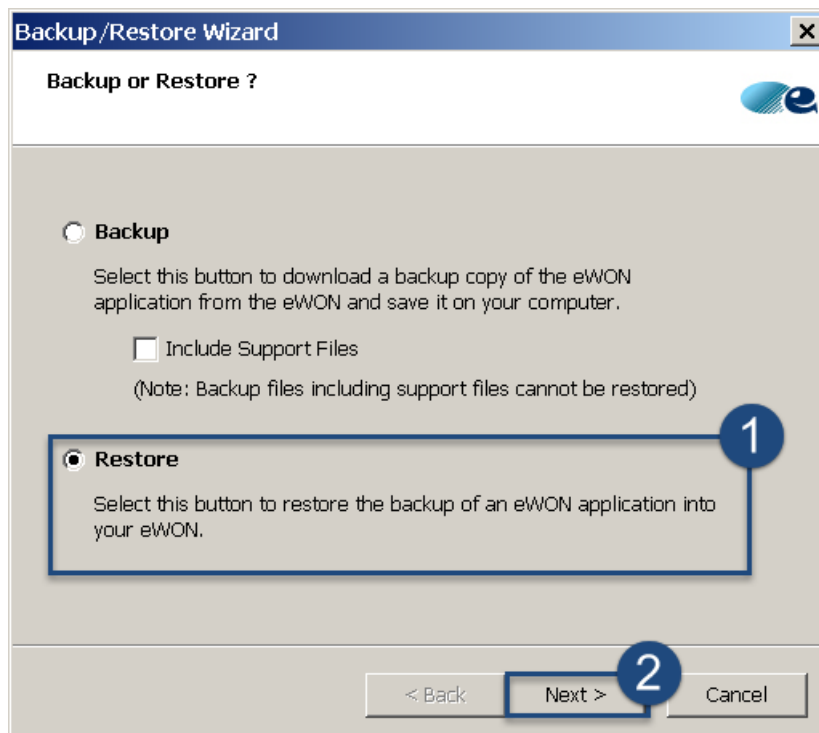 Backup/Restore Wizard
Backup or Restore ?
e
Backup
Select this button to download a backup copy of the eWON
application from the eWON and save it on your computer.
Include Support Files
(Note: Backup files including support files cannot be restored)
1
Restore
Select this button to restore the backup of an eWON application into
your eWON.
< Back
Next >
2
Cancel